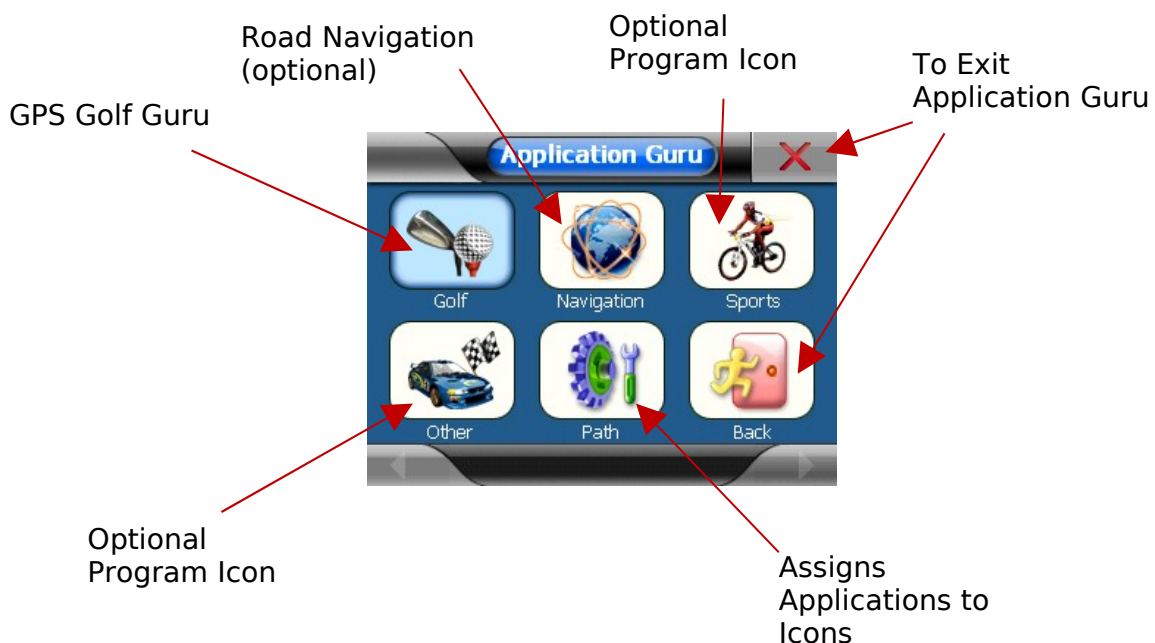 Road Navigation
(optional)
Optional
Program Icon
To Exit
Application Guru
GPS Golf Guru
Application Guru
Golf
Navigation
Sports
Other
Path
Back
Optional
Program Icon
Assigns
Applications to
Icons